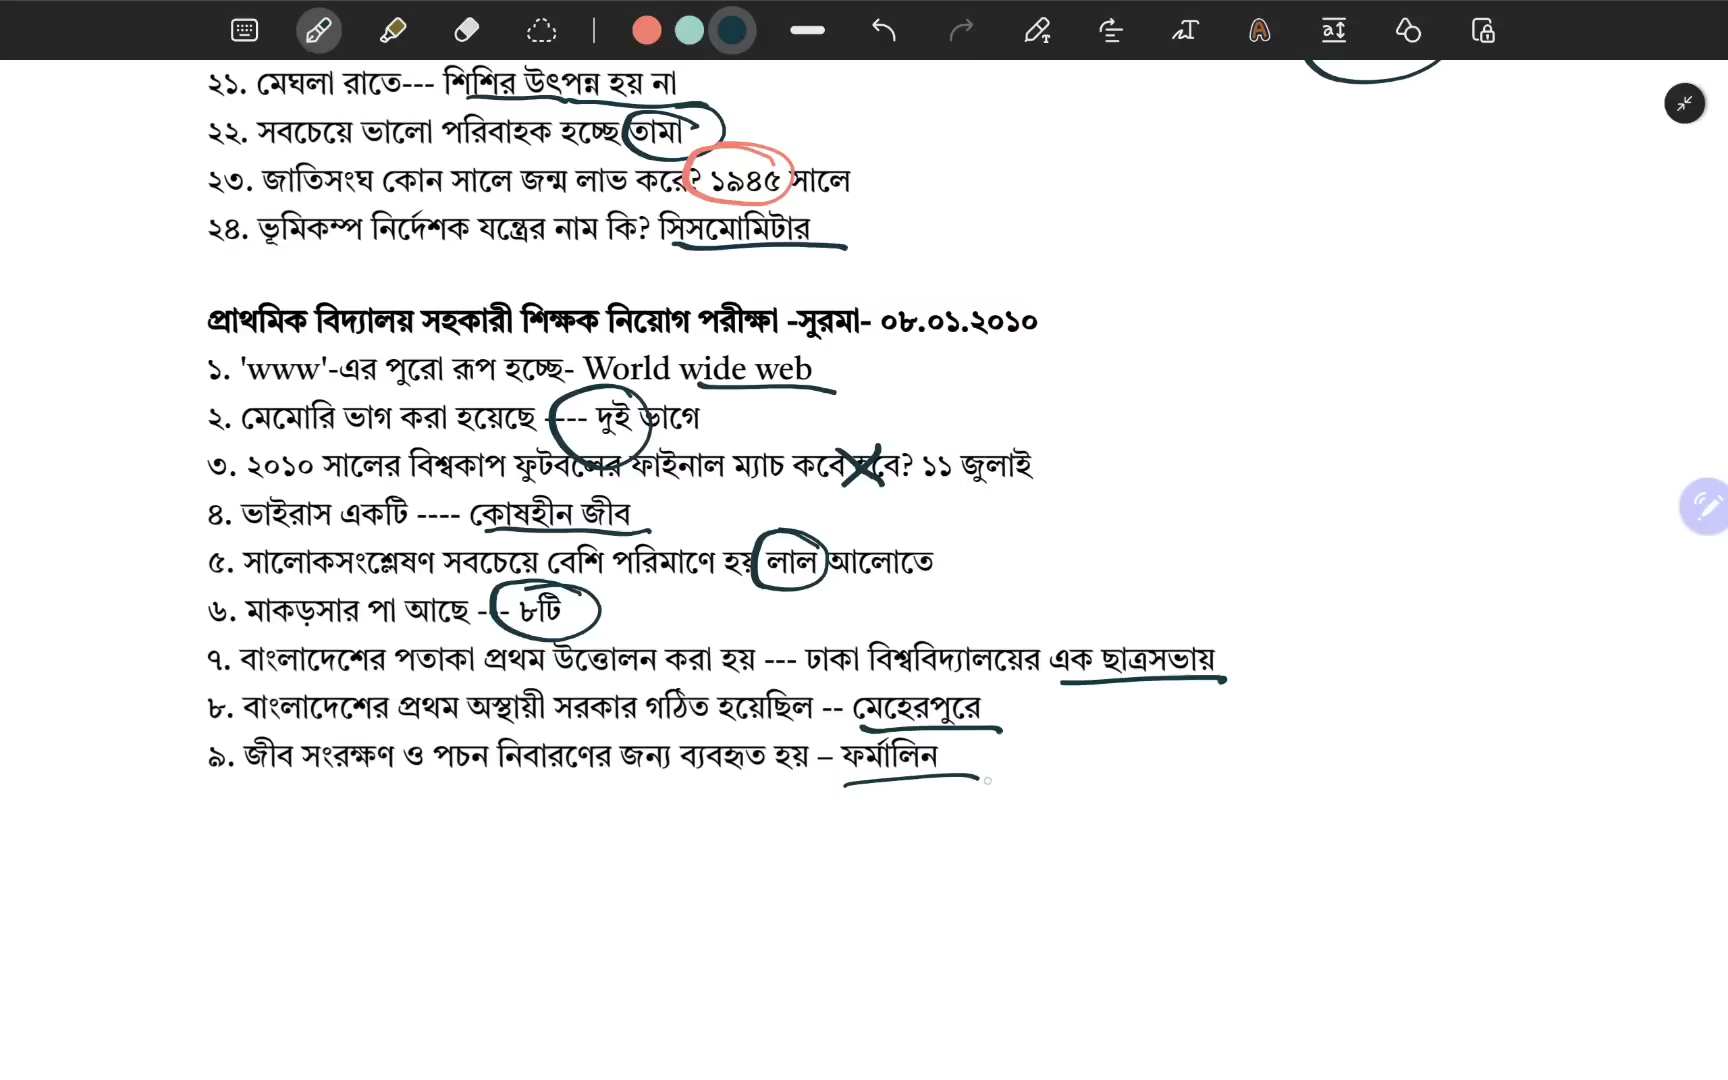 ২১. মেঘলা রাতে--- শিশির উৎপন্ন হয় না
২২. সবচেয়ে ভালো পরিবাহক হচ্ছে তামা
২৩. জাতিসংঘ কোন সালে জন্ম লাভ করে? ১৯৪৫ সালে
২৪. ভূমিকম্প নির্দেশক যন্ত্রের নাম কি? সিসমোমিটার
প্রাথমিক বিদ্যালয় সহকারী শিক্ষক নিয়োগ পরীক্ষা -সুরমা- ০৮.০১.২০১০
১. 'www'-এর পুরো রূপ হচ্ছে- World wide web
২. মেমোরি ভাগ করা হয়েছে ---- দুই ভাগে
৩. ২০১০ সালের বিশ্বকাপ ফুটবলের ফাইনাল ম্যাচ কবে হবে? ১১ জুলাই
৪. ভাইরাস একটি ---- কোষহীন জীব
৫. সালোকসংশ্লেষণ সবচেয়ে বেশি পরিমাণে হয় লাল আলোতে
৬. মাকড়সার পা আছে --- ৮টি
৭. বাংলাদেশের পতাকা প্রথম উত্তোলন করা হয় --- ঢাকা বিশ্ববিদ্যালয়ের এক ছাত্রসভায়
৮. বাংলাদেশের প্রথম অস্থায়ী সরকার গঠিত হয়েছিল -- মেহেরপুরে
৯. জীব সংরক্ষণ ও পচন নিবারণের জন্য ব্যবহৃত হয় – ফর্মালিন